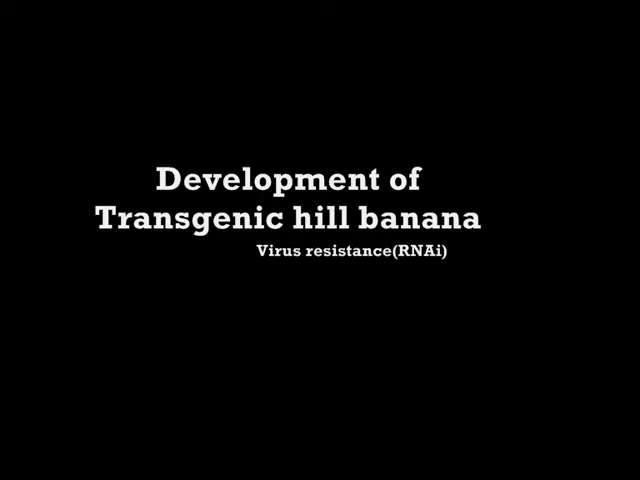 Development of
Transgenic hill banana
Virus resistance(RNAi)